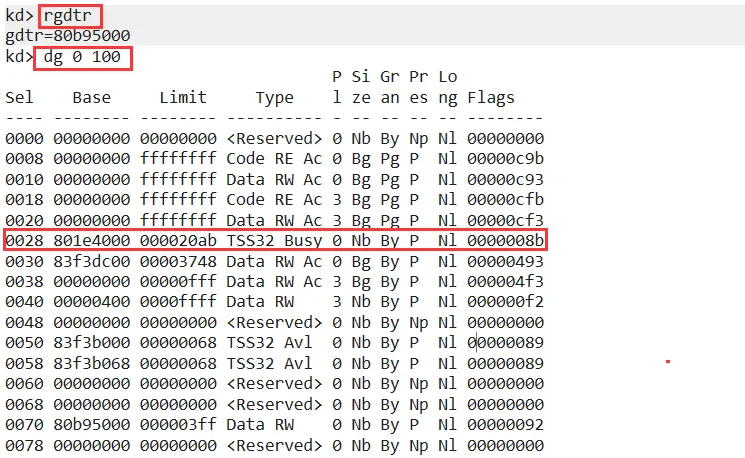 kd> rgdtr
gdtr=80b95000
kd> dg 0 100
                                  P Si Gr Pr Lo
Sel    Base     Limit     Type    l ze an es ng Flags
---- -------- -------- ---------- - -- -- -- -- --------
0000 00000000 00000000 <Reserved> 0 Nb By Np Nl 00000000
0008 00000000 ffffffff Code RE Ac 0 Bg Pg P  Nl 00000c9b
0010 00000000 ffffffff Data RW Ac 0 Bg Pg P  Nl 00000c93
0018 00000000 ffffffff Code RE Ac 3 Bg Pg P  Nl 00000cfb
0020 00000000 ffffffff Data RW Ac 3 Bg Pg P  Nl 00000cf3
0028 801e4000 000020ab TSS32 Busy 0 Nb By P  Nl 0000008b
0030 83f3dc00 00003748 Data RW Ac 0 Bg By P  Nl 00000493
0038 00000000 00000fff Data RW Ac 3 Bg By P  Nl 000004f3
0040 00000400 0000ffff Data RW    3 Nb By P  Nl 000000f2
0048 00000000 00000000 <Reserved> 0 Nb By Np Nl 00000000
0050 83f3b000 00000068 TSS32 Avl  0 Nb By P  Nl 00000089
0058 83f3b068 00000068 TSS32 Avl  0 Nb By P  Nl 00000089
0060 00000000 00000000 <Reserved> 0 Nb By Np Nl 00000000
0068 00000000 00000000 <Reserved> 0 Nb By Np Nl 00000000
0070 80b95000 000003ff Data RW    0 Nb By P  Nl 00000092
0078 00000000 00000000 <Reserved> 0 Nb By Np Nl 00000000